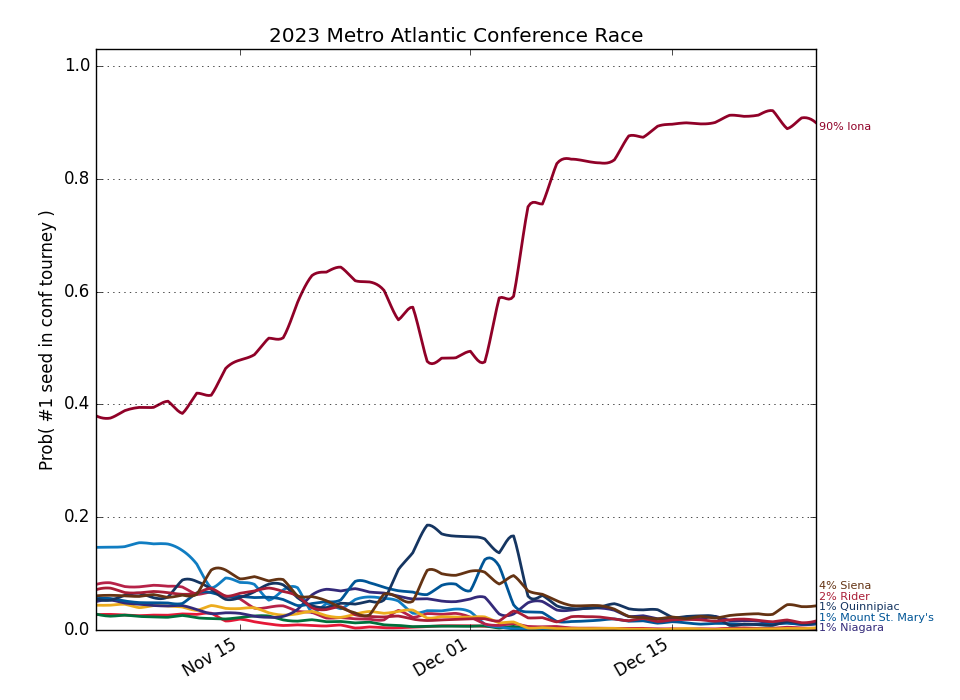 2023 Metro Atlantic Conference Race
Prob( #1 seed in conf tourney )
1.0
0.8
0.6
0.4
0.2
0.0
Nov 15
Dec 01
Dec 15
90% Iona
4% Siena
2% Rider
1% Quinnipiac
1% Mount St. Mary's
1% Niagara